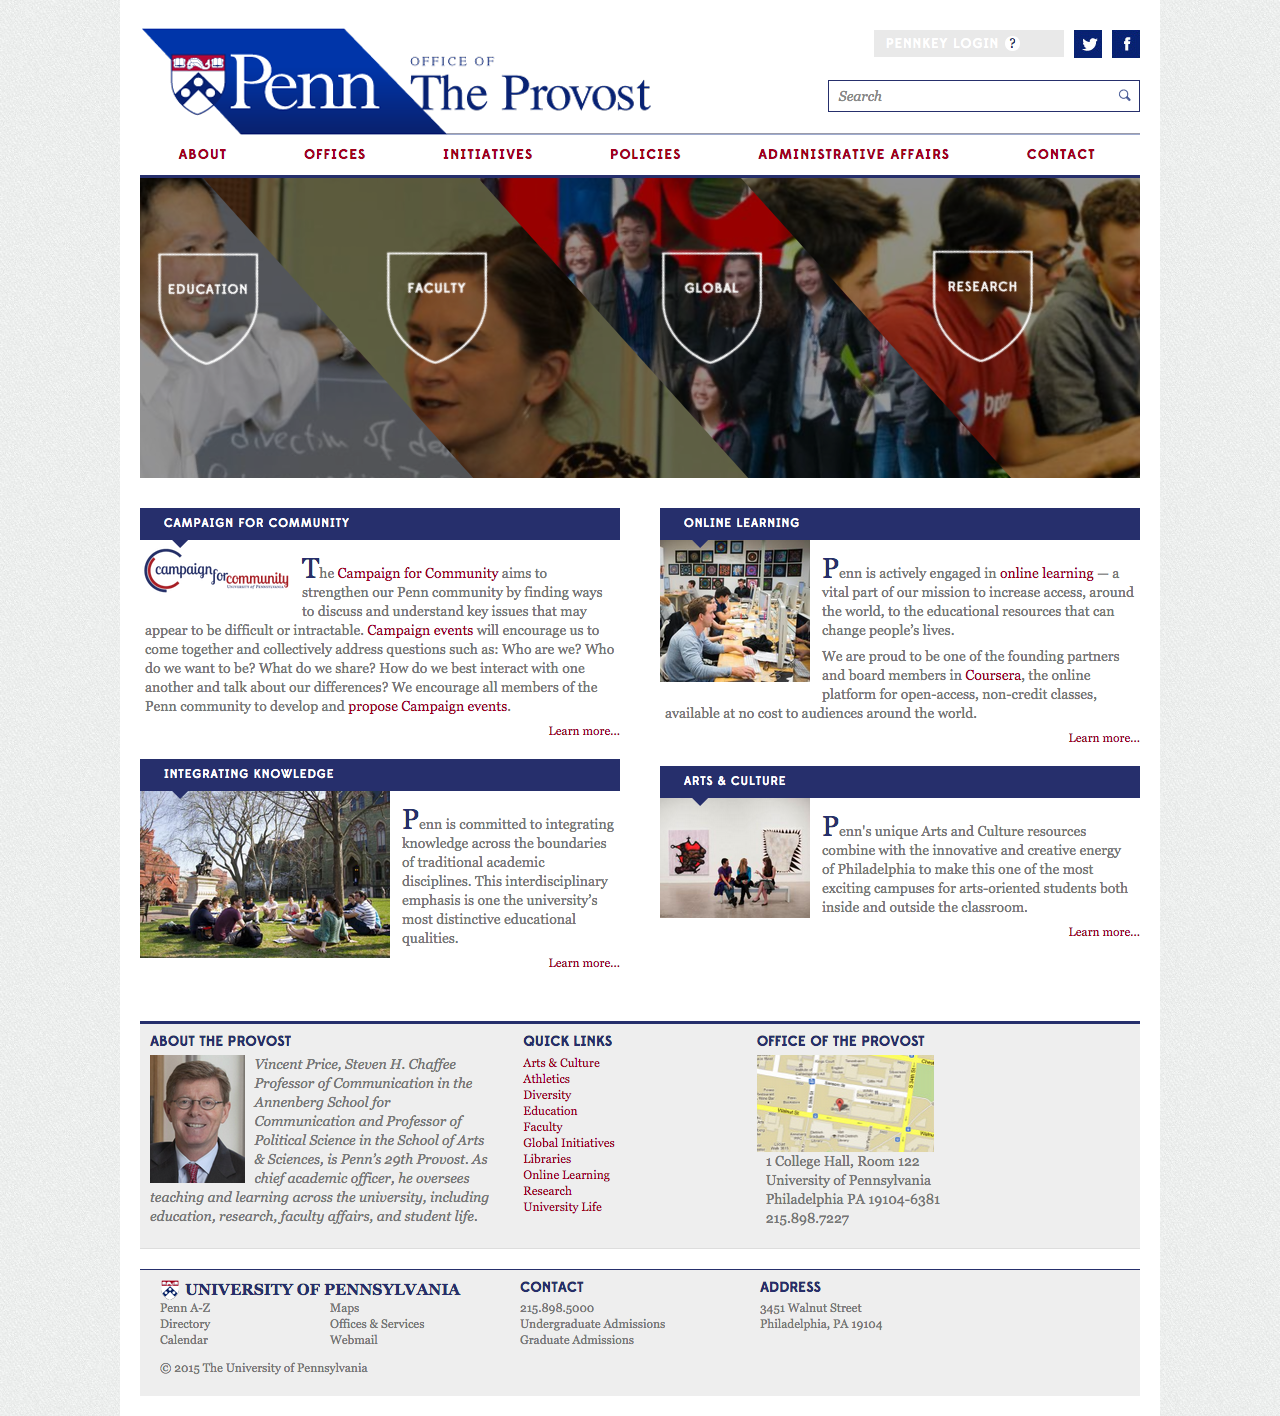 PENNKEY LOGIN ?
Penn
OFFICE OF
The Provost
Search
ABOUT
OFFICES
INITIATIVES
POLICIES
ADMINISTRATIVE AFFAIRS
CONTACT
EDUCATION
FACULTY
GLOBAL
RESEARCH
direction of
CAMPAIGN FOR COMMUNITY
campaign for community
UNIVERSITY of PENNSYLVANIA
The Campaign for Community aims to
strengthen our Penn community by finding ways
to discuss and understand key issues that may
appear to be difficult or intractable. Campaign events will encourage us to
come together and collectively address questions such as: Who are we? Who
do we want to be? What do we share? How do we best interact with one
another and talk about our differences? We encourage all members of the
Penn community to develop and propose Campaign events.
Learn more...
INTEGRATING KNOWLEDGE
Penn is committed to integrating
knowledge across the boundaries
of traditional academic
disciplines. This interdisciplinary
emphasis is one the university's
most distinctive educational
qualities.
Learn more...
ONLINE LEARNING
Penn is actively engaged in online learning — a
vital part of our mission to increase access, around
the world, to the educational resources that can
change people's lives.
We are proud to be one of the founding partners
and board members in Coursera, the online
platform for open-access, non-credit classes,
available at no cost to audiences around the world.
Learn more...
ARTS & CULTURE
Penn's unique Arts and Culture resources
combine with the innovative and creative energy
of Philadelphia to make this one of the most
exciting campuses for arts-oriented students both
inside and outside the classroom.
Learn more...
ABOUT THE PROVOST
Vincent Price, Steven H. Chaffee
Professor of Communication in the
Annenberg School for
Communication and Professor of
Political Science in the School of Arts
& Sciences, is Penn's 29th Provost. As
chief academic officer, he oversees
teaching and learning across the university, including
education, research, faculty affairs, and student life.
QUICK LINKS
Arts & Culture
Athletics
Diversity
Education
Faculty
Global Initiatives
Libraries
Online Learning
Research
University Life
OFFICE OF THE PROVOST
Walnut St
1 College Hall, Room 122
University of Pennsylvania
Philadelphia PA 19104-6381
215.898.7227
UNIVERSITY OF PENNSYLVANIA
Penn A-Z
Directory
Calendar
Maps
Offices & Services
Webmail
© 2015 The University of Pennsylvania
CONTACT
215.898.5000
Undergraduate Admissions
Graduate Admissions
ADDRESS
3451 Walnut Street
Philadelphia, PA 19104